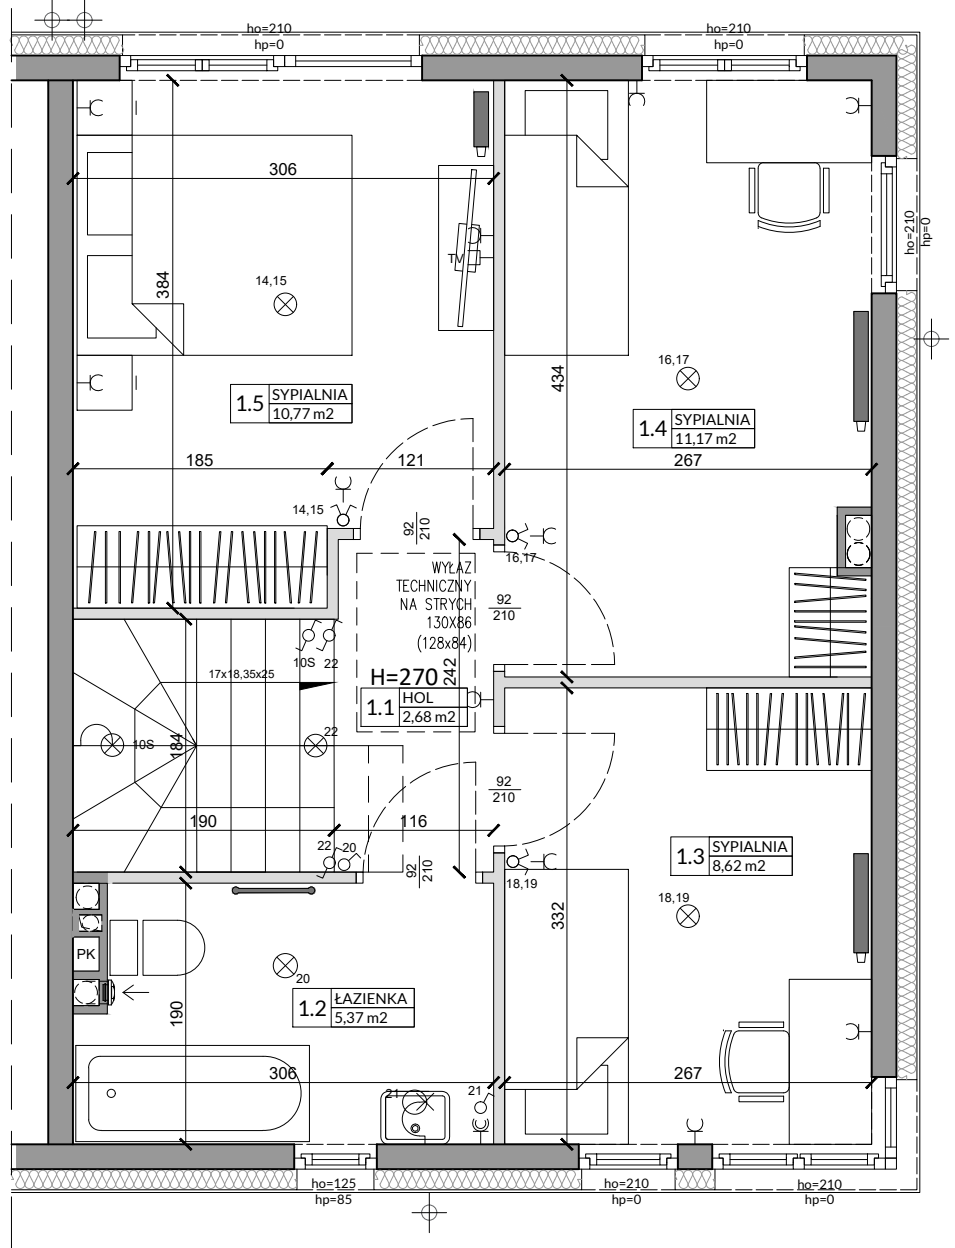 ho=210
hp=0
ho=210
hp=0
306
384
14,15
TV
ho=210
hp=0
1.5
SYPIALNIA
10,77 m2
16,17
434
1.4
SYPIALNIA
11,17 m2
185
121
267
14,15
92
210
16,17
WYŁAZ
TECHNICZNY
NA STRYCH
130X86
(128x84)
92
210
10S
22
17x18,35x25
H=270
242
1.1
HOL
2,68 m2
10S
184
22
92
210
190
116
22
20
92
210
1.3
SYPIALNIA
8,62 m2
18,19
18,19
332
PK
20
1.2
ŁAZIENKA
5,37 m2
190
306
267
21
21
ho=125
hp=85
ho=210
hp=0
ho=210
hp=0